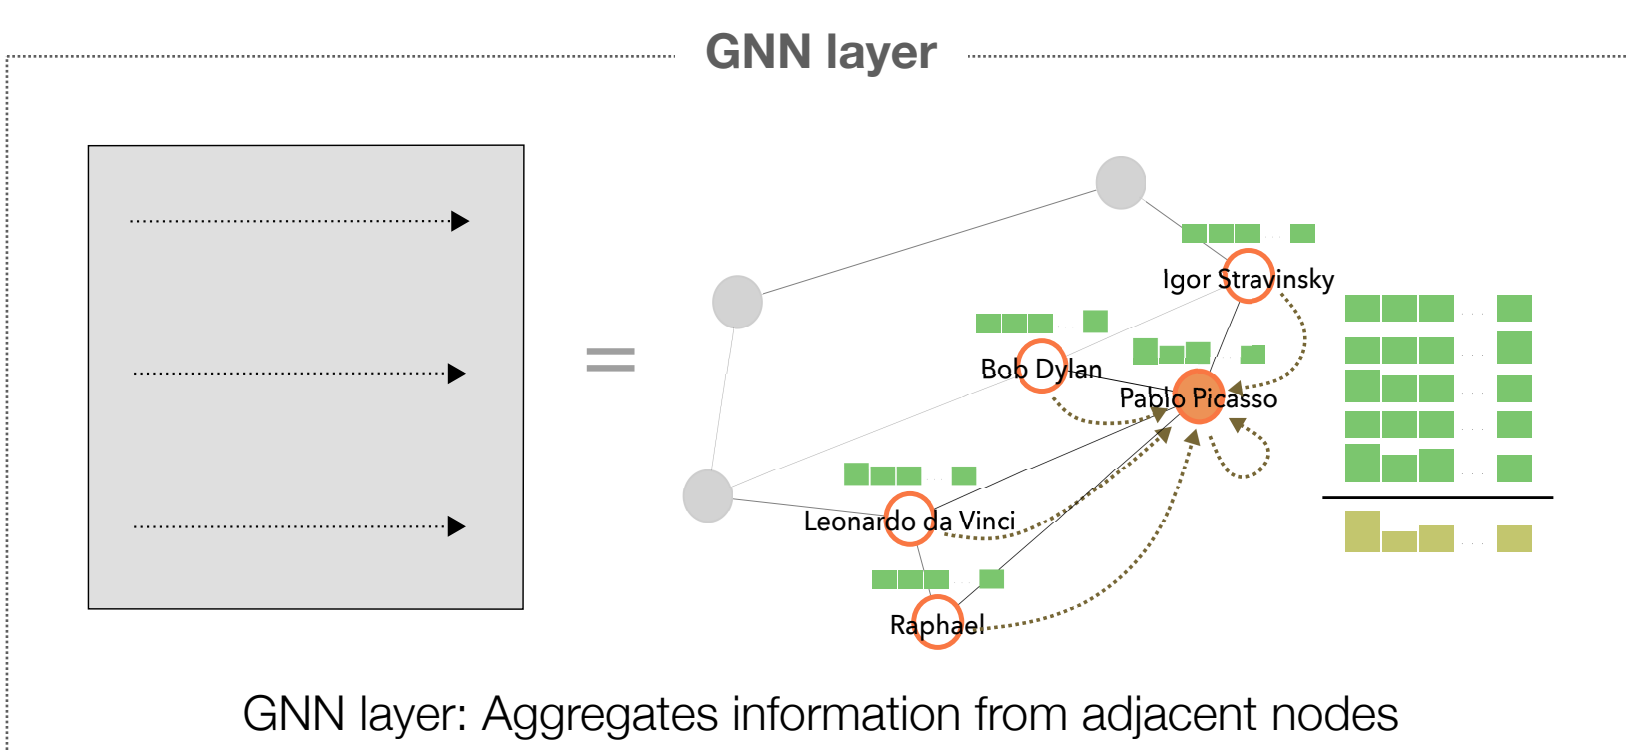 GNN layer
Igor Stravinsky
=
Bob Dylan
Pablo Picasso
Leonardo da Vinci
Raphael
GNN layer: Aggregates information from adjacent nodes